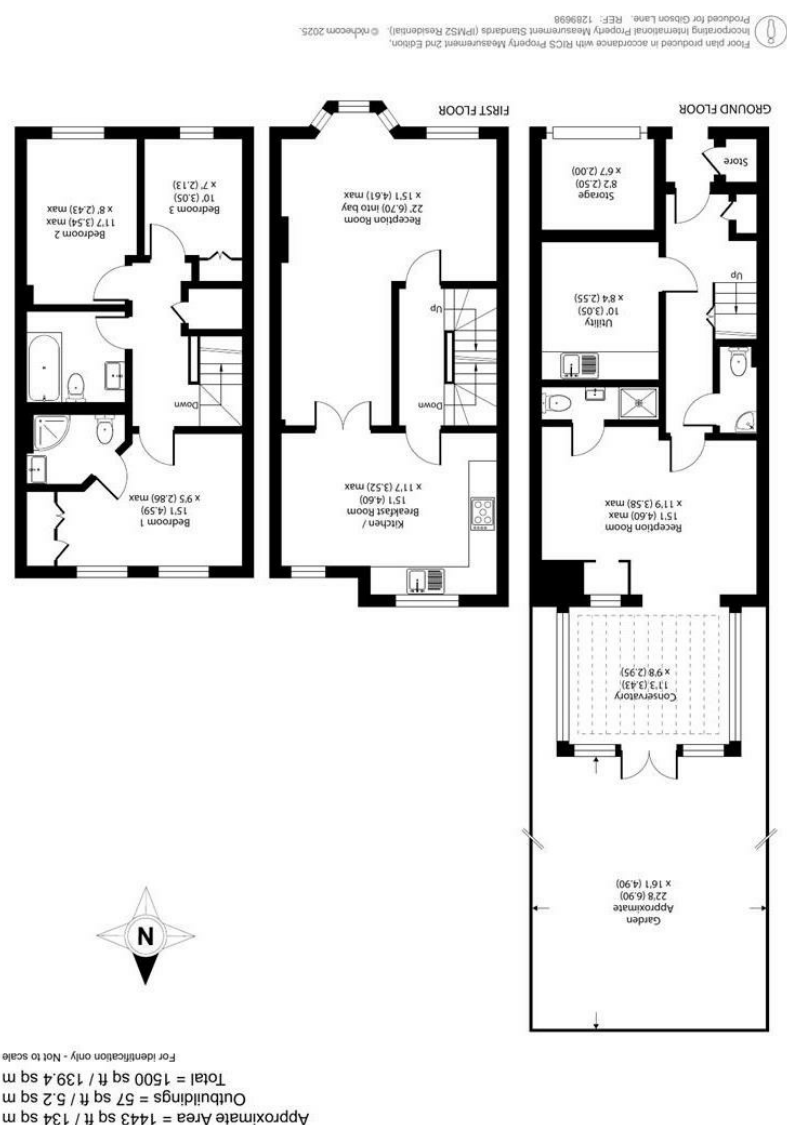 Approximate Area = 1443 sq ft / 134 sq m
Outbuildings = 57 sq ft / 5.2 sq m
Total = 1500 sq ft / 139.4 sq m
For identification only - Not to scale
N
Garden
Approximate
22'8 (6.90)
x 16'1 (4.90)
Conservatory
11'3 (3.43)
x 9'8 (2.95)
Reception Room
15'1 (4.60) max
x 11'9 (3.58) max
Utility
10' (3.05)
x 8'4 (2.55)
Up
Storage
8'2 (2.50)
x 6'7 (2.00)
Store
GROUND FLOOR
Kitchen /
Breakfast Room
15'1 (4.60)
x 11'7 (3.52) max
Down
Up
Reception Room
22' (6.70) into bay
x 15'1 (4.61) max
FIRST FLOOR
Bedroom 1
15'1 (4.59)
x 9'5 (2.86) max
Down
Bedroom 3
10' (3.05)
x 7' (2.13)
Bedroom 2
11'7 (3.54) max
x 8' (2.43) max
Floor plan produced in accordance with RICS Property Measurement 2nd Edition,
Incorporating International Property Measurement Standards (IPMS2 Residential). © nichecom 2025.
Produced for Gibson Lane. REF: 1289698